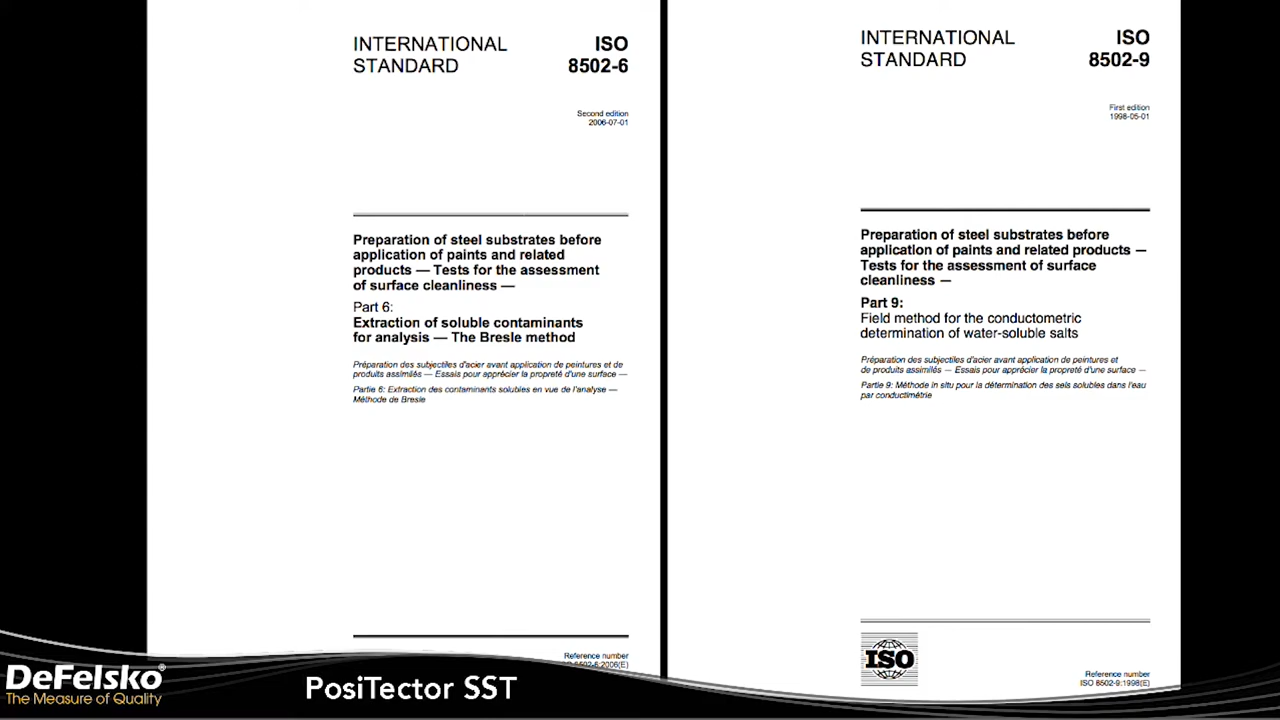 INTERNATIONAL
STANDARD
ISO
8502-6
Second edition
2006-07-01
Preparation of steel substrates before
application of paints and related
products — Tests for the assessment
of surface cleanliness —
Part 6:
Extraction of soluble contaminants
for analysis — The Bresle method
Préparation des subjectiles d'acier avant application de peintures et de
produits assimilés — Essais pour apprécier la propreté d'une surface —
Partie 6: Extraction des contaminants solubles en vue de l'analyse —
Méthode de Bresle
Reference number
8502-6:2006(E)
INTERNATIONAL
STANDARD
ISO
8502-9
First edition
1998-05-01
Preparation of steel substrates before
application of paints and related products —
Tests for the assessment of surface
cleanliness —
Part 9:
Field method for the conductometric
determination of water-soluble salts
Préparation des subjectiles d'acier avant application de peintures et
de produits assimilés — Essais pour apprécier la propreté d'une surface —
Partie 9: Méthode in situ pour la détermination des sels solubles dans l'eau
par conductimétrie
ISO
Reference number
ISO 8502-9:1998(E)
DeFelsko®
The Measure of Quality
PosiTector SST